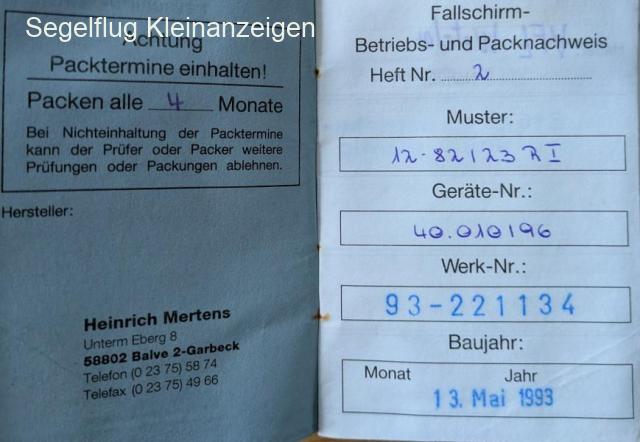 Segelflug Kleinanzeigen
Achtung
Packtermine einhalten!
Packen alle 4 Monate
Bei Nichteinhaltung der Packtermine
kann der Prüfer oder Packer weitere
Prüfungen oder Packungen ablehnen.
Hersteller:
Heinrich Mertens
Unterm Eberg 8
58802 Balve 2-Garbeck
Telefon (0 23 75) 58 74
Telefax (0 23 75) 49 66
Fallschirm-
Betriebs- und Packnachweis
Heft Nr. 2
Muster:
12-82123 R I
Geräte-Nr.:
40.010196
Werk-Nr.:
93-221134
Baujahr:
Monat Jahr
13. Mai 1993